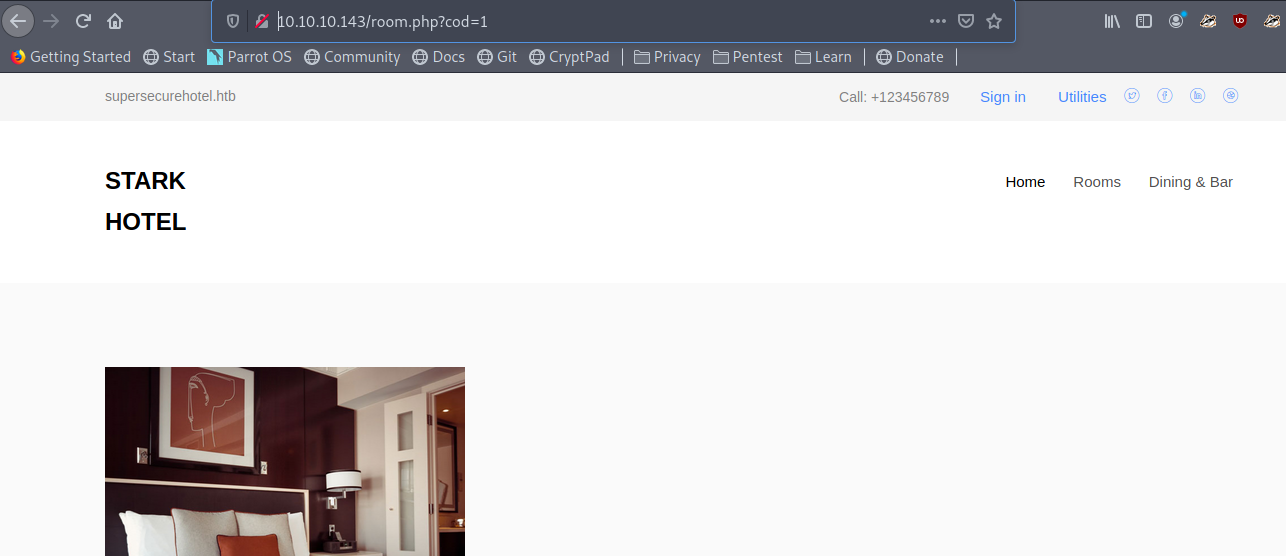 10.10.10.143/room.php?cod=1
Getting Started Start Parrot OS Community Docs Git CryptPad Privacy Pentest Learn Donate
supersecurehotel.htb Call: +123456789 Sign in Utilities
STARK
HOTEL
Home Rooms Dining & Bar